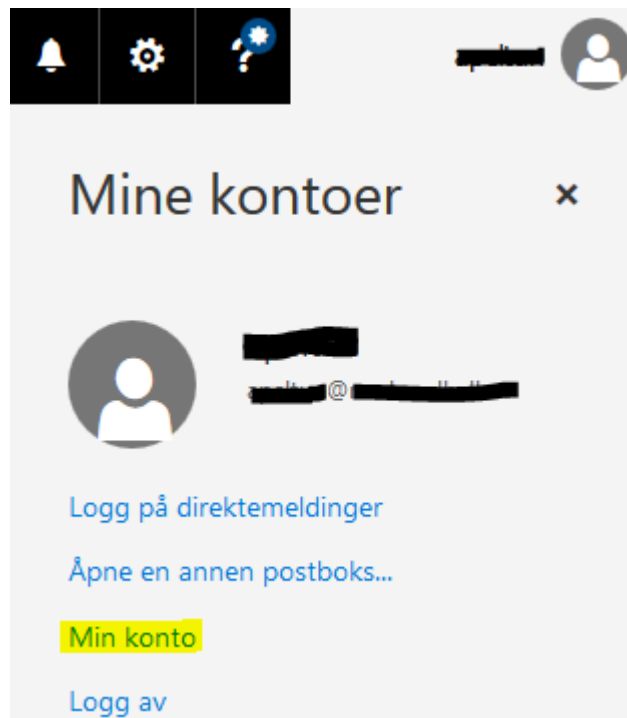 Mine kontoer
@
Logg på direktemeldinger
Åpne en annen postboks...
Min konto
Logg av